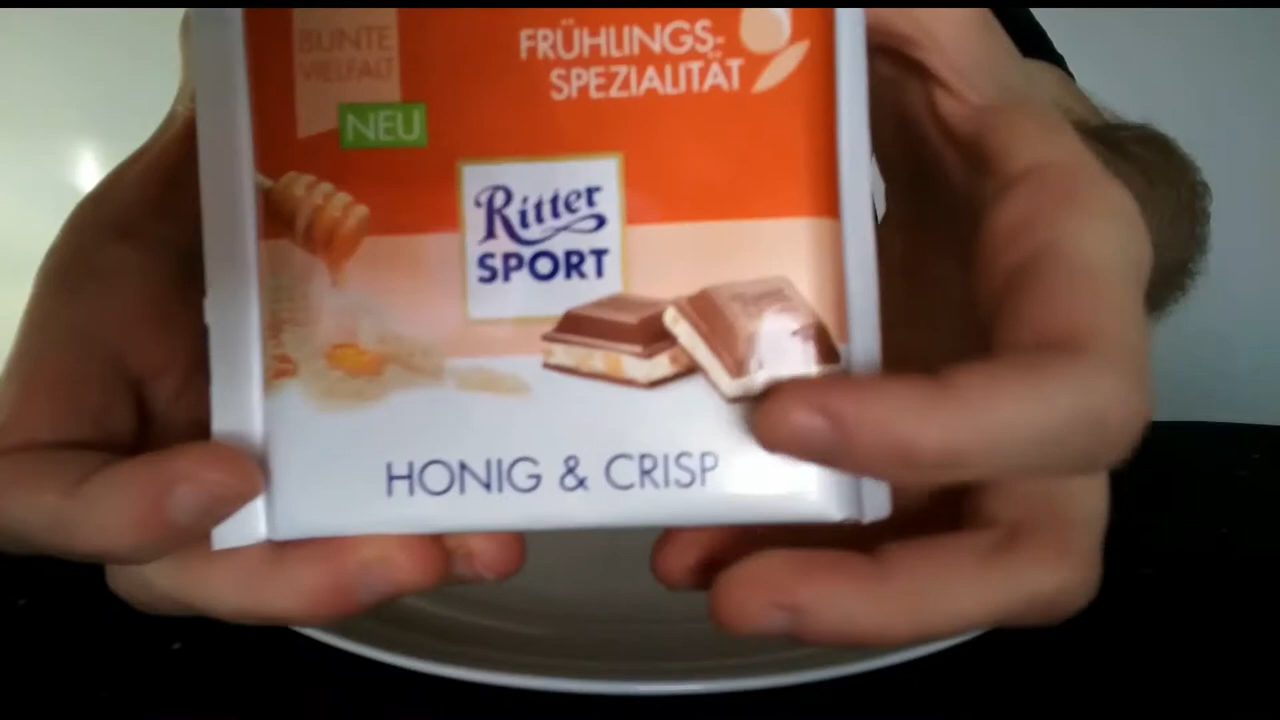 BUNTE
VIELFALT
NEU
FRÜHLINGS-
SPEZIALITÄT
Ritter
SPORT
HONIG & CRISP